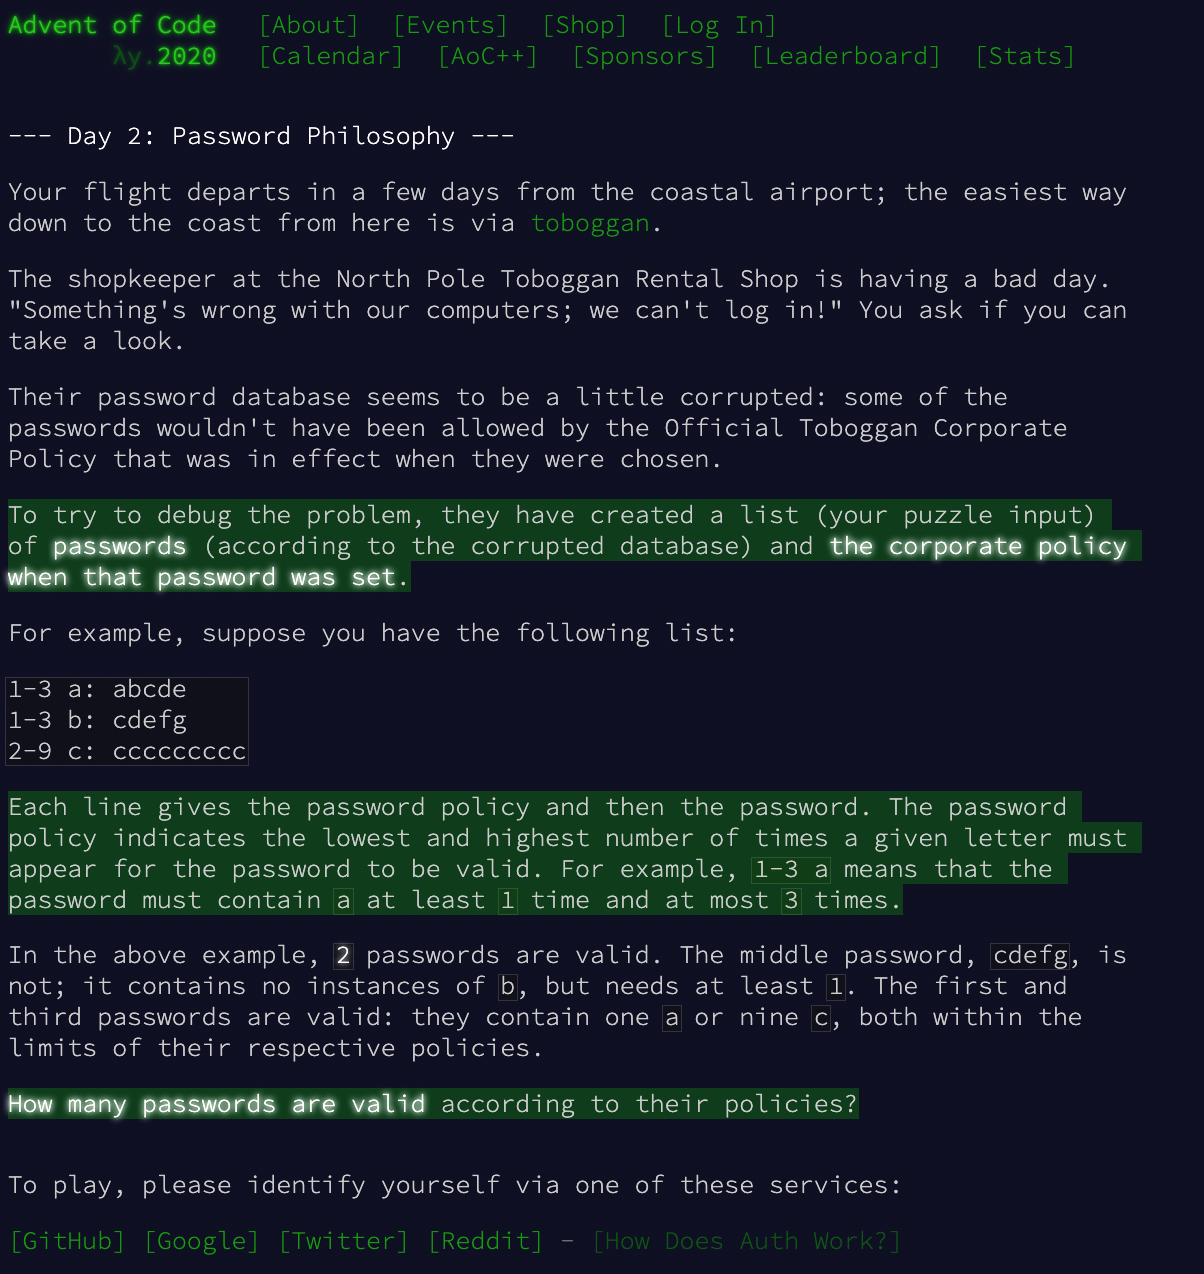 Advent of Code [About] [Events] [Shop] [Log In]
λy.2020 [Calendar] [AoC++] [Sponsors] [Leaderboard] [Stats]
--- Day 2: Password Philosophy ---
Your flight departs in a few days from the coastal airport; the easiest way
down to the coast from here is via toboggan.
The shopkeeper at the North Pole Toboggan Rental Shop is having a bad day.
"Something's wrong with our computers; we can't log in!" You ask if you can
take a look.
Their password database seems to be a little corrupted: some of the
passwords wouldn't have been allowed by the Official Toboggan Corporate
Policy that was in effect when they were chosen.
To try to debug the problem, they have created a list (your puzzle input)
of passwords (according to the corrupted database) and the corporate policy
when that password was set.
For example, suppose you have the following list:
1-3 a: abcde
1-3 b: cdefg
2-9 c: ccccccccc
Each line gives the password policy and then the password. The password
policy indicates the lowest and highest number of times a given letter must
appear for the password to be valid. For example, 1-3 a means that the
password must contain a at least 1 time and at most 3 times.
In the above example, 2 passwords are valid. The middle password, cdefg, is
not; it contains no instances of b, but needs at least 1. The first and
third passwords are valid: they contain one a or nine c, both within the
limits of their respective policies.
How many passwords are valid according to their policies?
To play, please identify yourself via one of these services:
[GitHub] [Google] [Twitter] [Reddit] - [How Does Auth Work?]